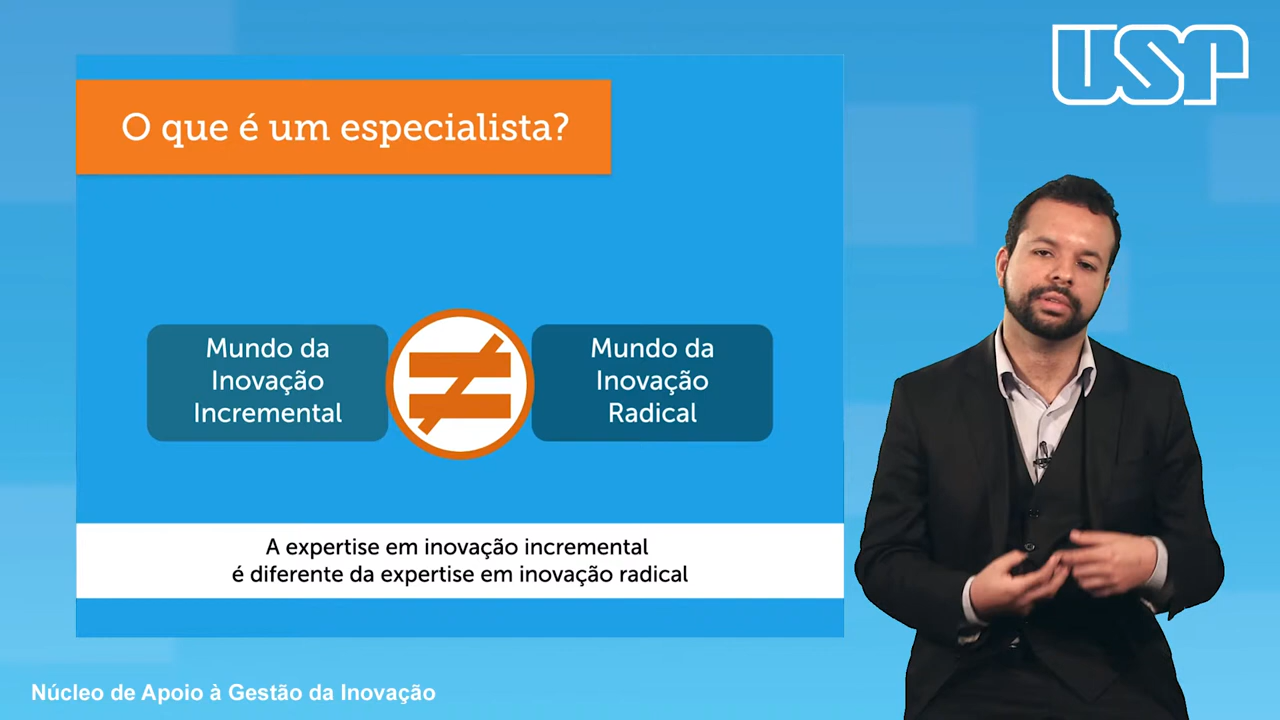 USP
O que é um especialista?
Mundo da
Inovação
Incremental
Mundo da
Inovação
Radical
A expertise em inovação incremental
é diferente da expertise em inovação radical
Núcleo de Apoio à Gestão da Inovação